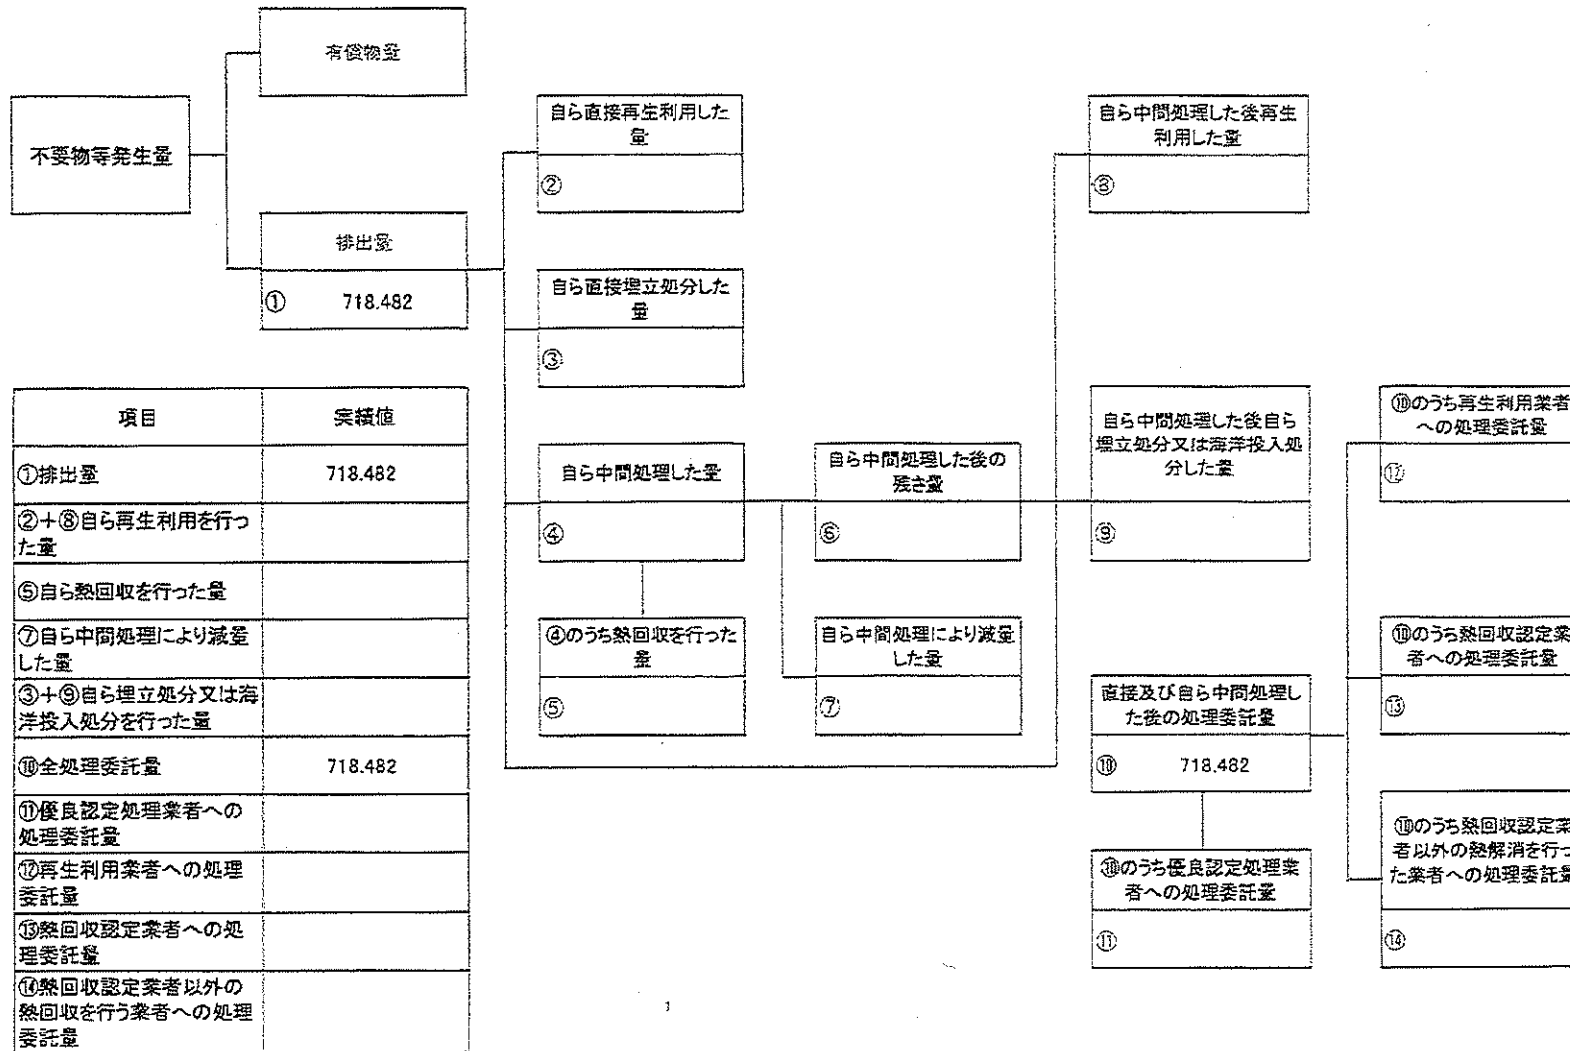 有償物量
不要物等発生量
排出量
① 718.482
自ら直接再生利用した
量
②
自ら直接埋立処分した
量
③
自ら中間処理した量
④
④のうち熱回収を行った
量
⑤
自ら中間処理した後の
残さ量
⑥
自ら中間処理により減量
した量
⑦
自ら中間処理した後再生
利用した量
⑧
自ら中間処理した後自ら
埋立処分又は海洋投入処
分した量
⑨
直接及び自ら中間処理し
た後の処理委託量
⑩ 718.482
⑩のうち優良認定処理業
者への処理委託量
⑪
⑩のうち再生利用業者
への処理委託量
⑫
⑩のうち熱回収認定業
者への処理委託量
⑬
⑩のうち熱回収認定業
者以外の熱解消を行っ
た業者への処理委託量
⑭
項目 実績値
①排出量 718.482
②+⑧自ら再生利用を行っ
た量
⑤自ら熱回収を行った量
⑦自ら中間処理により減量
した量
③+⑨自ら埋立処分又は海
洋投入処分を行った量
⑩全処理委託量 718.482
⑪優良認定処理業者への
処理委託量
⑫再生利用業者への処理
委託量
⑬熱回収認定業者への処
理委託量
⑭熱回収認定業者以外の
熱回収を行う業者への処理
委託量
1